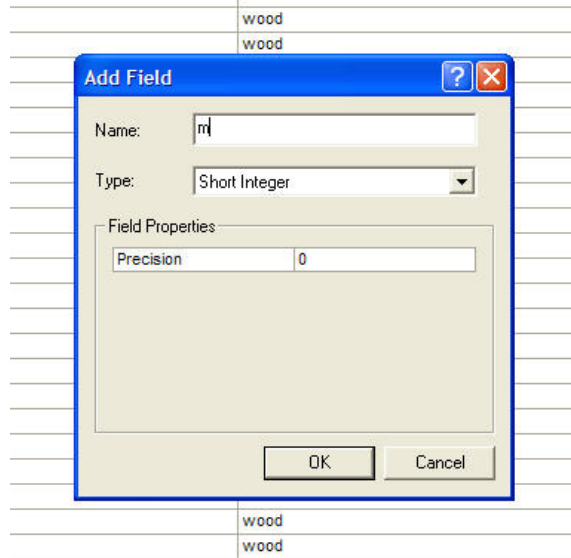 wood
wood
Add Field
Name: m
Type: Short Integer
Field Properties
Precision 0
OK Cancel
wood
wood